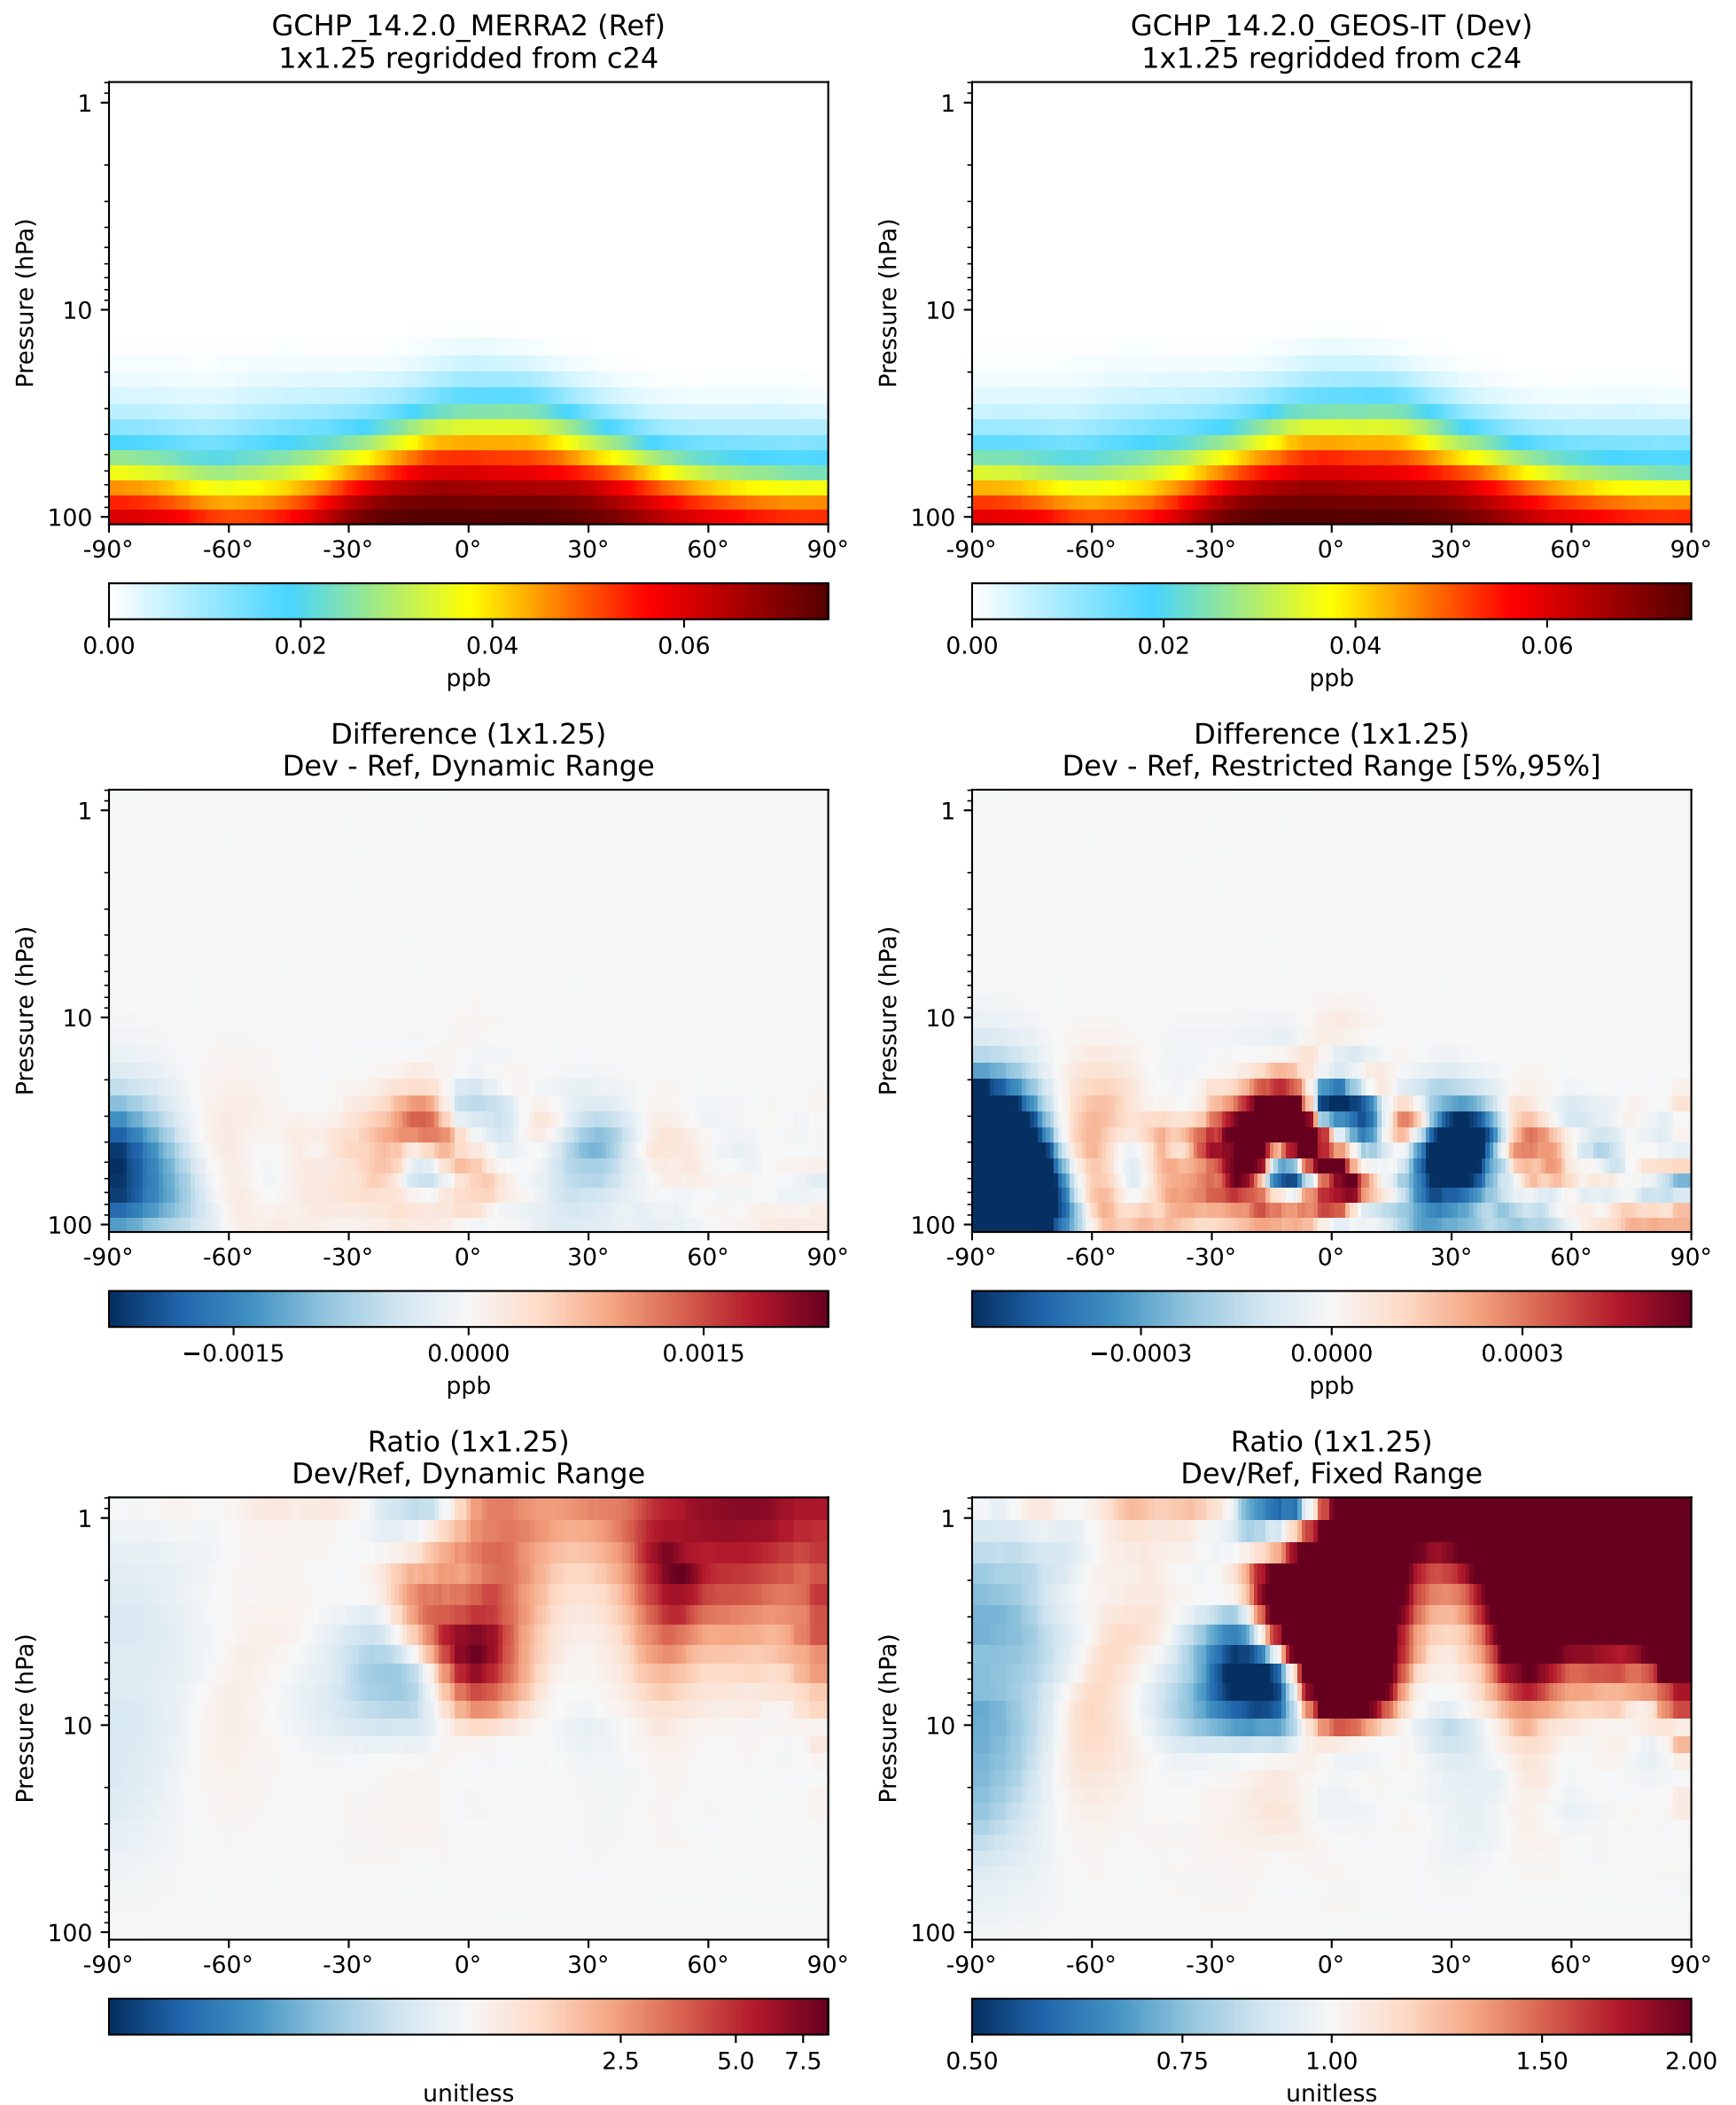 GCHP_14.2.0_MERRA2 (Ref)
1x1.25 regridded from c24
Pressure (hPa)
1
10
100
-90° -60° -30° 0° 30° 60° 90°
0.00 0.02 0.04 0.06
ppb
GCHP_14.2.0_GEOS-IT (Dev)
1x1.25 regridded from c24
Pressure (hPa)
1
10
100
-90° -60° -30° 0° 30° 60° 90°
0.00 0.02 0.04 0.06
ppb
Difference (1x1.25)
Dev - Ref, Dynamic Range
Pressure (hPa)
1
10
100
-90° -60° -30° 0° 30° 60° 90°
−0.0015 0.0000 0.0015
ppb
Difference (1x1.25)
Dev - Ref, Restricted Range [5%,95%]
Pressure (hPa)
1
10
100
-90° -60° -30° 0° 30° 60° 90°
−0.0003 0.0000 0.0003
ppb
Ratio (1x1.25)
Dev/Ref, Dynamic Range
Pressure (hPa)
1
10
100
-90° -60° -30° 0° 30° 60° 90°
2.5 5.0 7.5
unitless
Ratio (1x1.25)
Dev/Ref, Fixed Range
Pressure (hPa)
1
10
100
-90° -60° -30° 0° 30° 60° 90°
0.50 0.75 1.00 1.50 2.00
unitless